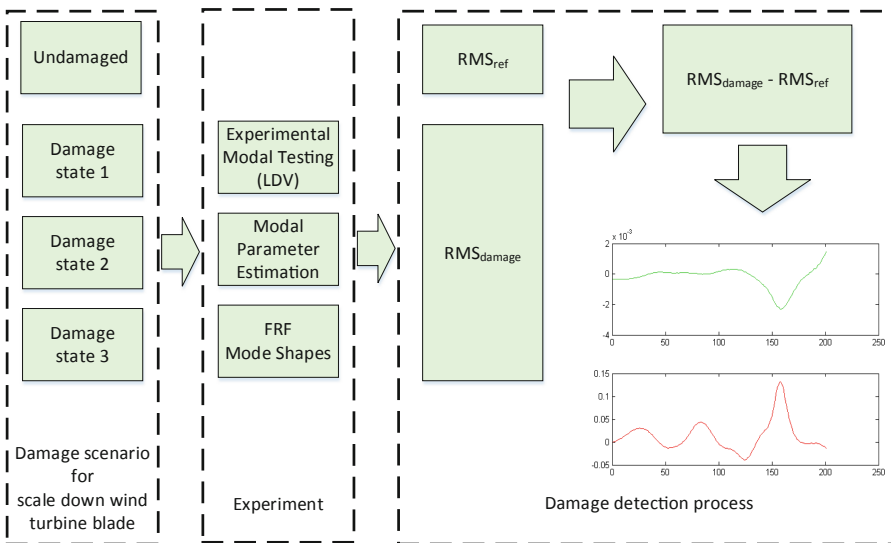 Undamaged
Damage
state 1
Damage
state 2
Damage
state 3
Damage scenario
for
scale down wind
turbine blade
Experimental
Modal Testing
(LDV)
Modal
Parameter
Estimation
FRF
Mode Shapes
Experiment
RMSref
RMSdamage
RMSdamage - RMSref
x 10^-3
2
0
-2
-4
0 50 100 150 200 250
0.15
0.1
0.05
0
-0.05
0 50 100 150 200 250
Damage detection process